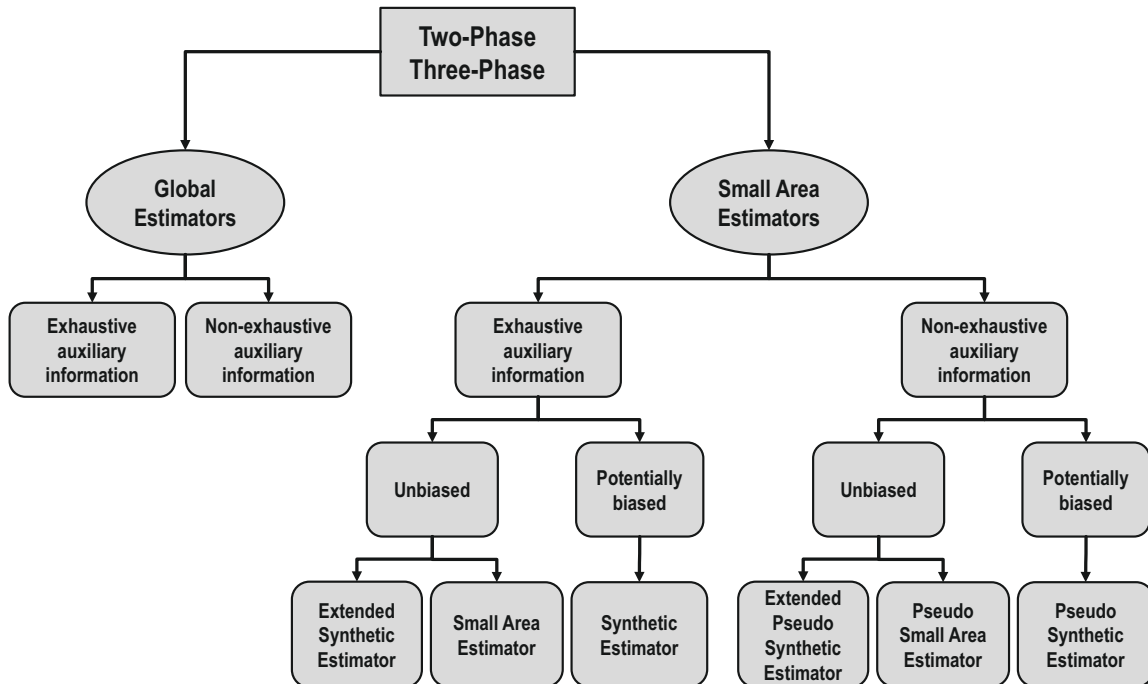 Two-Phase
Three-Phase
Global
Estimators
Small Area
Estimators
Exhaustive
auxiliary
information
Non-exhaustive
auxiliary
information
Exhaustive
auxiliary
information
Non-exhaustive
auxiliary
information
Unbiased
Potentially
biased
Unbiased
Potentially
biased
Extended
Synthetic
Estimator
Small Area
Estimator
Synthetic
Estimator
Extended
Pseudo
Synthetic
Estimator
Pseudo
Small Area
Estimator
Pseudo
Synthetic
Estimator